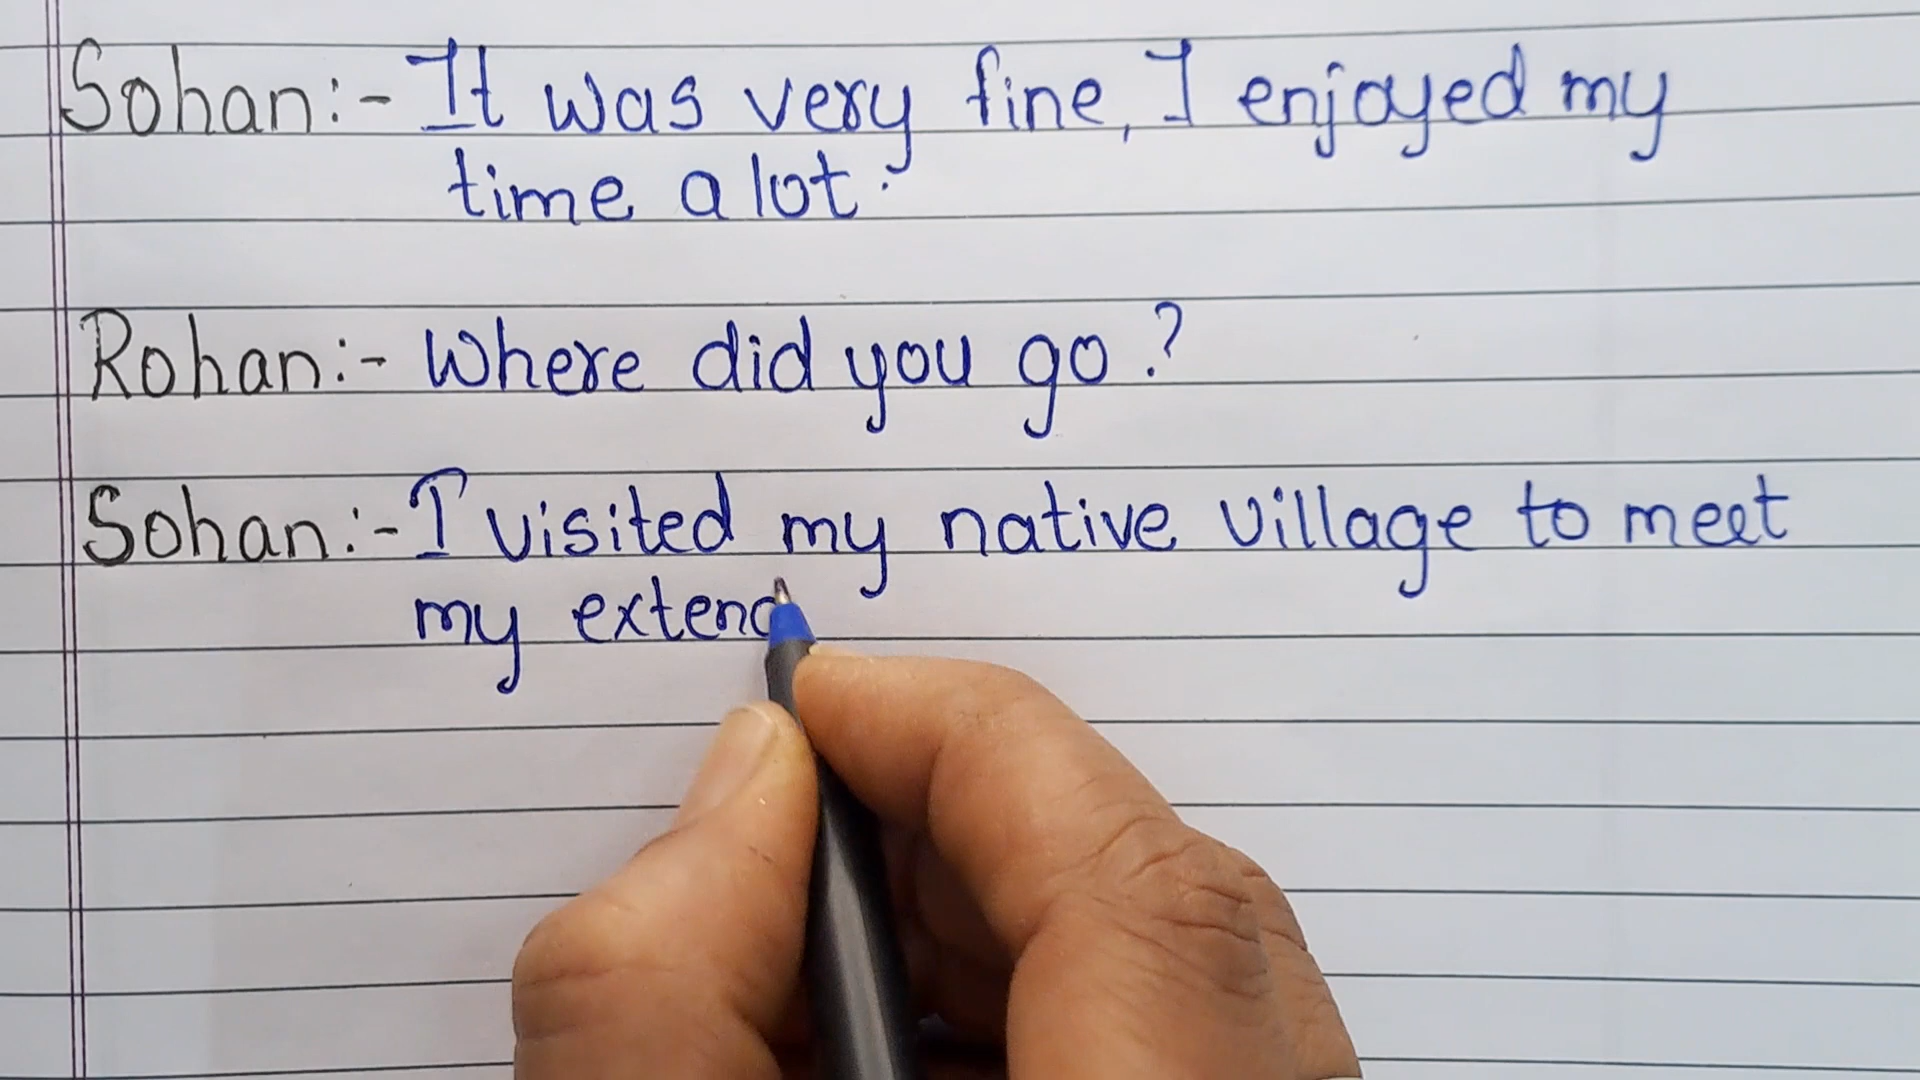 Sohan:- It was very fine, I enjoyed my
time a lot.
Rohan:- Where did you go?
Sohan:- I visited my native village to meet
my extend